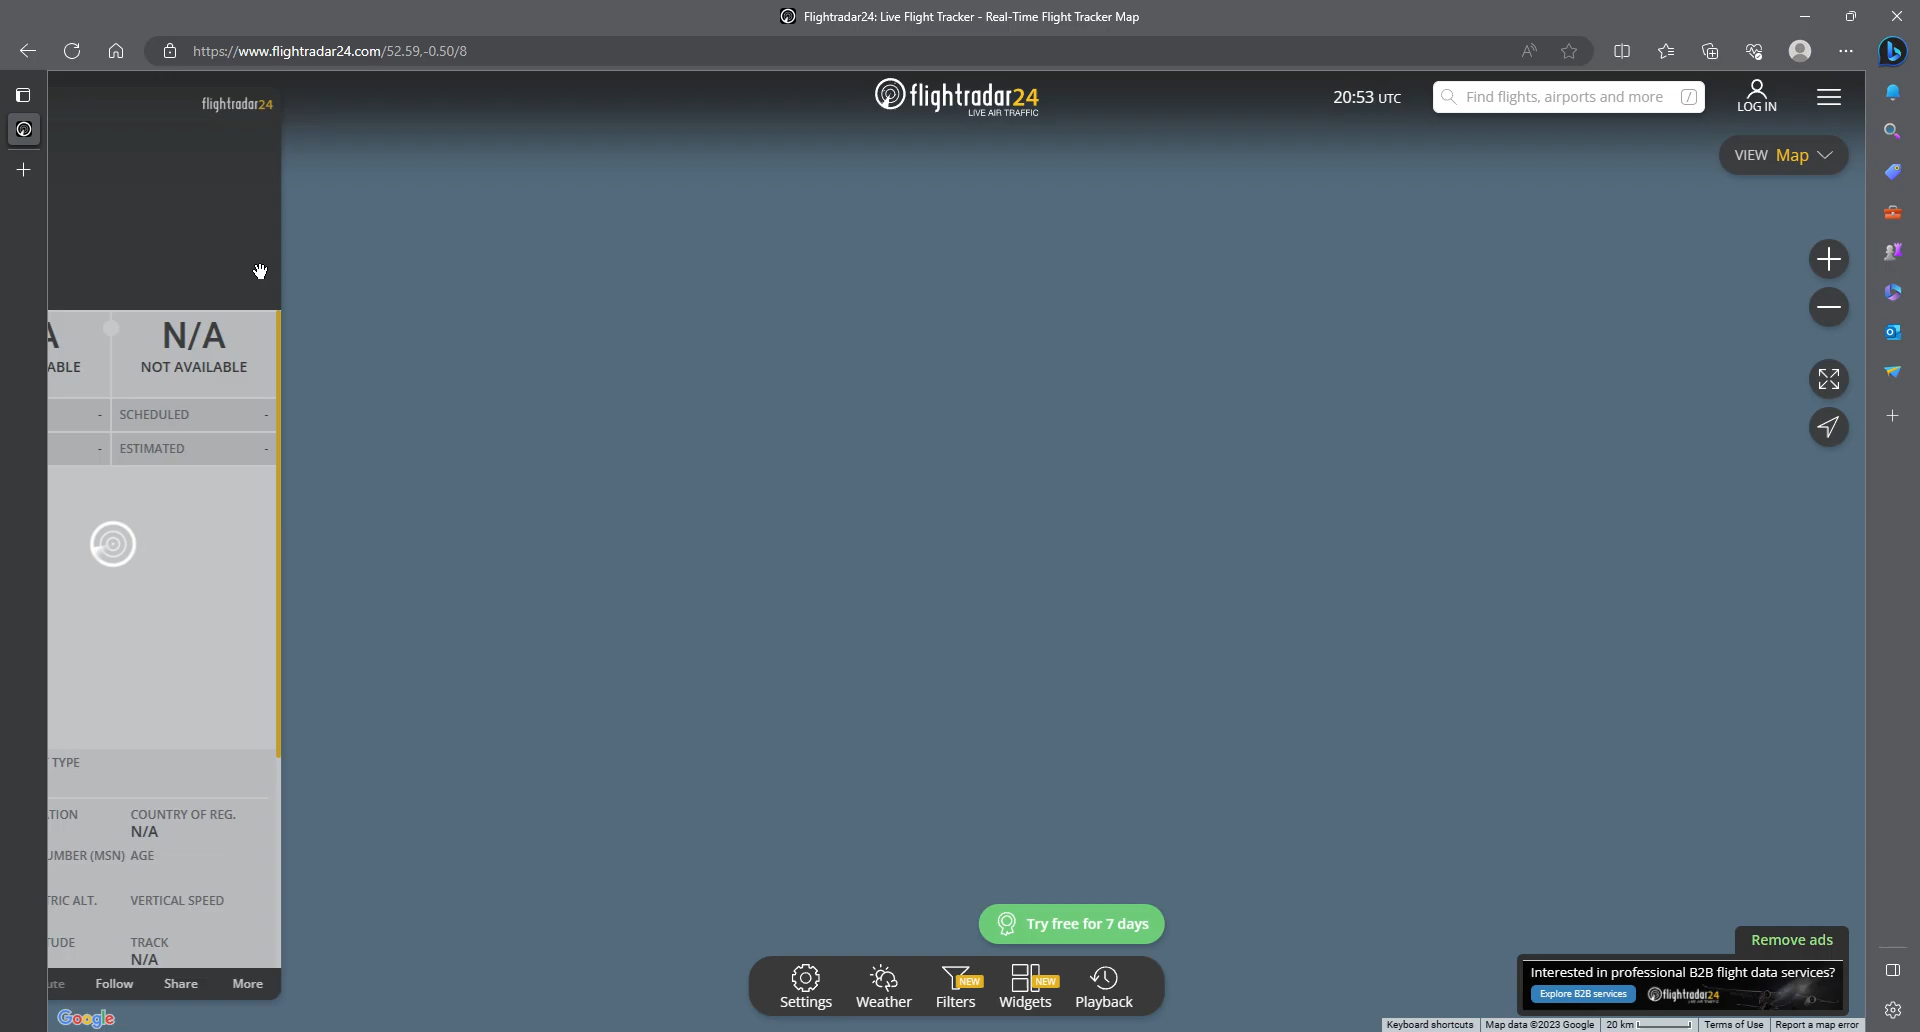 Flightradar24: Live Flight Tracker - Real-Time Flight Tracker Map
https://www.flightradar24.com/52.59,-0.50/8
flightradar24
flightradar24
LIVE AIR TRAFFIC
20:53 UTC
Find flights, airports and more /
LOG IN
VIEW Map
A N/A
ABLE NOT AVAILABLE
- SCHEDULED -
- ESTIMATED -
TYPE
TION COUNTRY OF REG.
N/A
UMBER (MSN) AGE
RIC ALT. VERTICAL SPEED
TUDE TRACK
N/A
ute Follow Share More
Google
Try free for 7 days
NEW NEW
Settings Weather Filters Widgets Playback
Remove ads
Interested in professional B2B flight data services?
Explore B2B services flightradar24
Keyboard shortcuts Map data ©2023 Google 20 km Terms of Use Report a map error